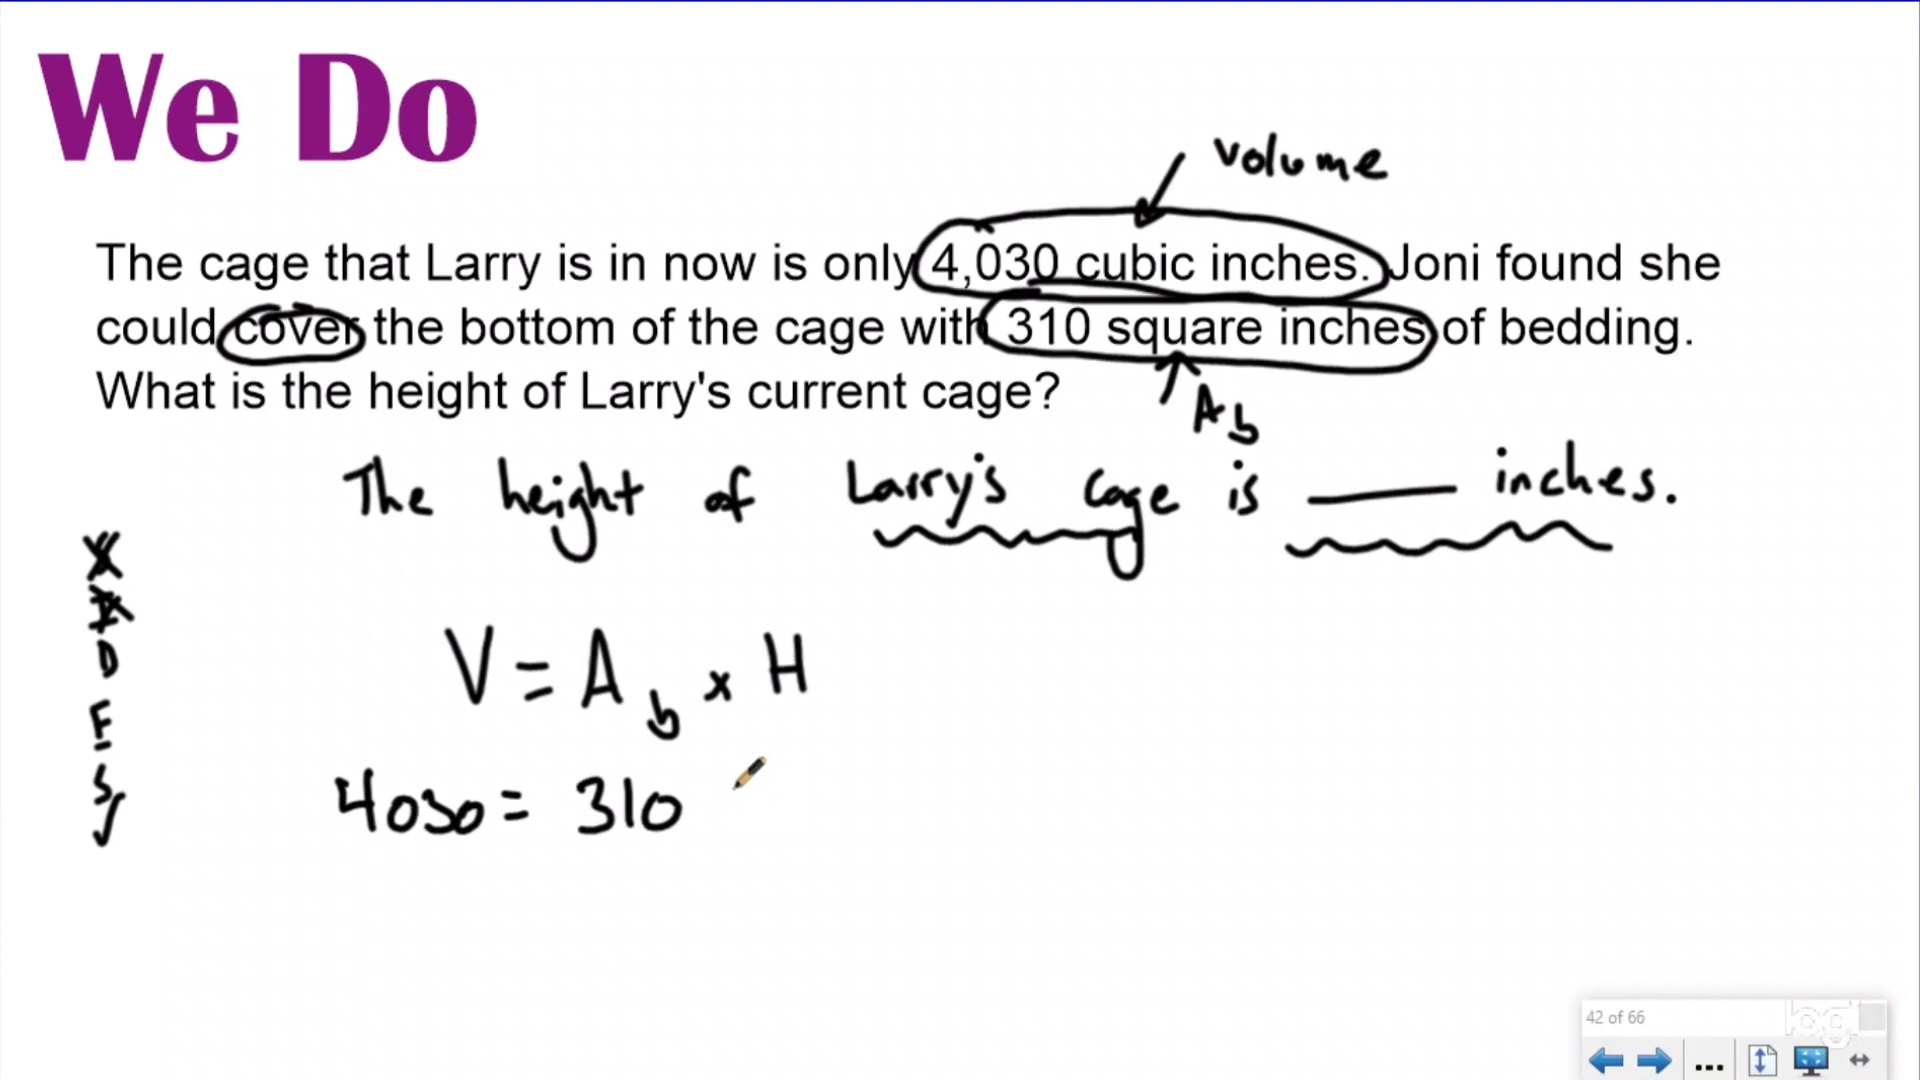 We Do
volume
The cage that Larry is in now is only 4,030 cubic inches. Joni found she
could cover the bottom of the cage with 310 square inches of bedding.
What is the height of Larry's current cage?
Ab
The height of Larry's cage is ____ inches.
D
E
S
V = Ab x H
4030 = 310
42 of 66